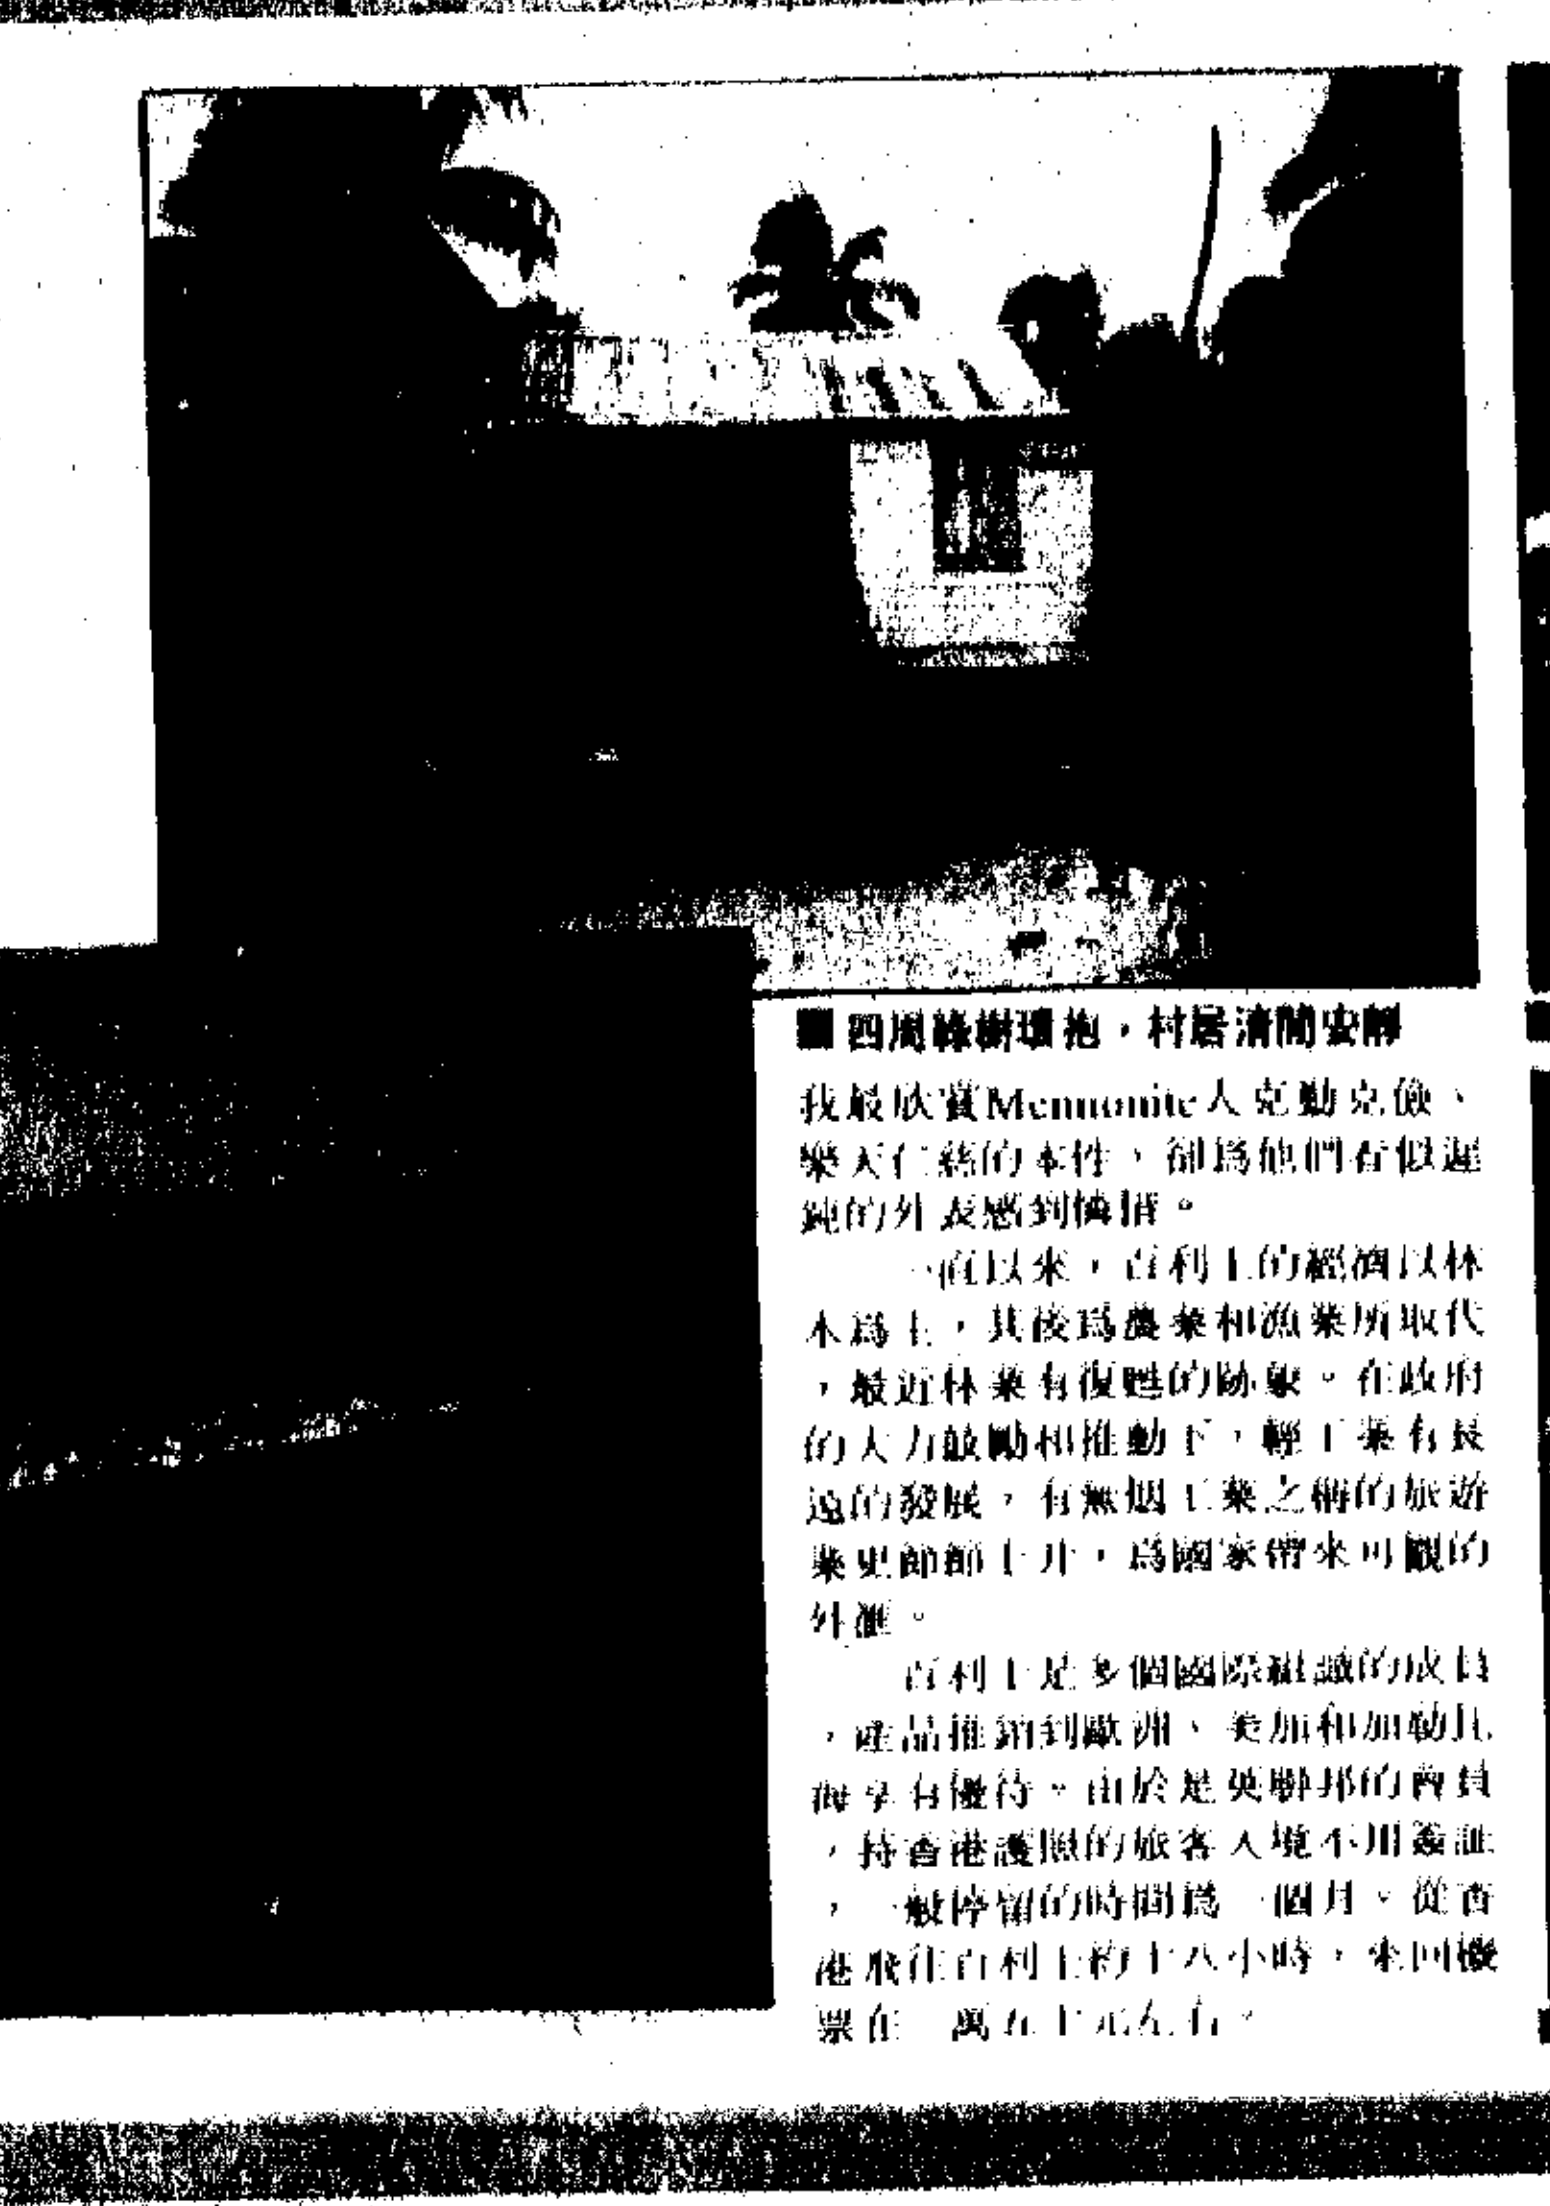 ■四周綠樹環抱，村居清閒安靜
我最欣賞Mennonite人克勤克儉、
樂天仁慈的本性，卻爲他們看似遲
鈍的外表感到憐惜。
一直以來，百利士的經濟以林
木爲主，其後爲農業和漁業所取代
，最近林業有復甦的跡象。在政府
的大力鼓勵和推動下，輕工業有長
遠的發展，有無烟工業之稱的旅遊
業更節節上升，爲國家帶來可觀的
外滙。
百利士是多個國際組織的成員
，產品推銷到歐洲、美加和加勒比
海享有優待。由於是英聯邦的會員
，持香港護照的旅客入境不用簽証
，一般停留的時間爲一個月。從香
港飛往百利士約十八小時，來回機
票在一萬五千元左右。